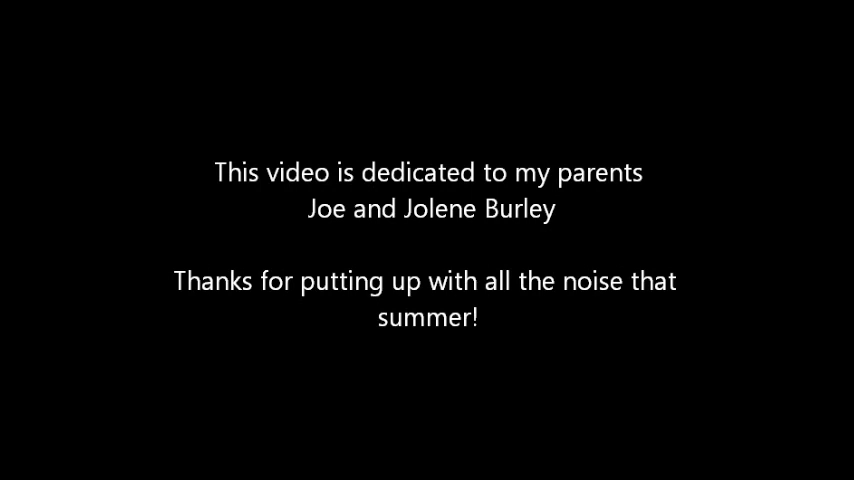 This video is dedicated to my parents
Joe and Jolene Burley
Thanks for putting up with all the noise that
summer!